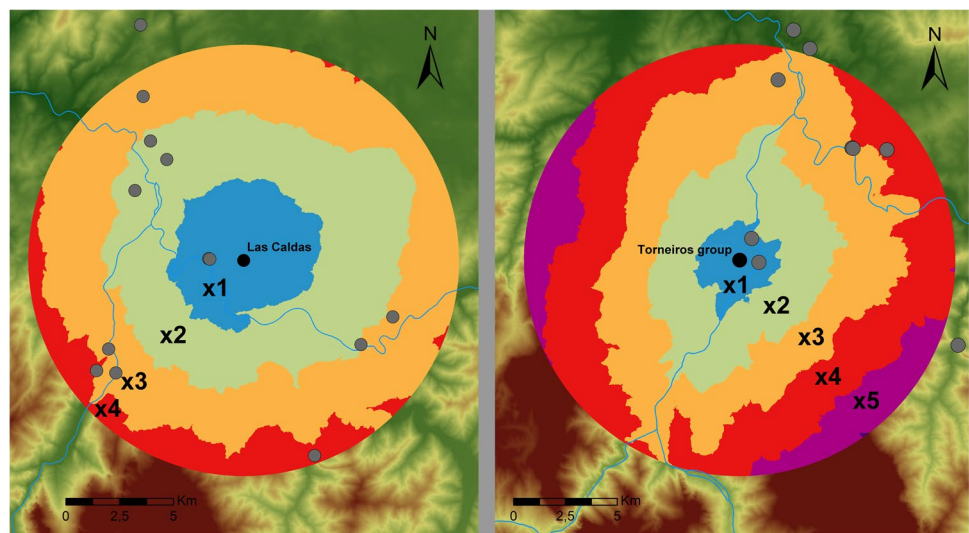 N
Las Caldas
x1
x2
x3
x4
Km
0 2,5 5
N
Torneiros group
x1
x2
x3
x4
x5
Km
0 2,5 5